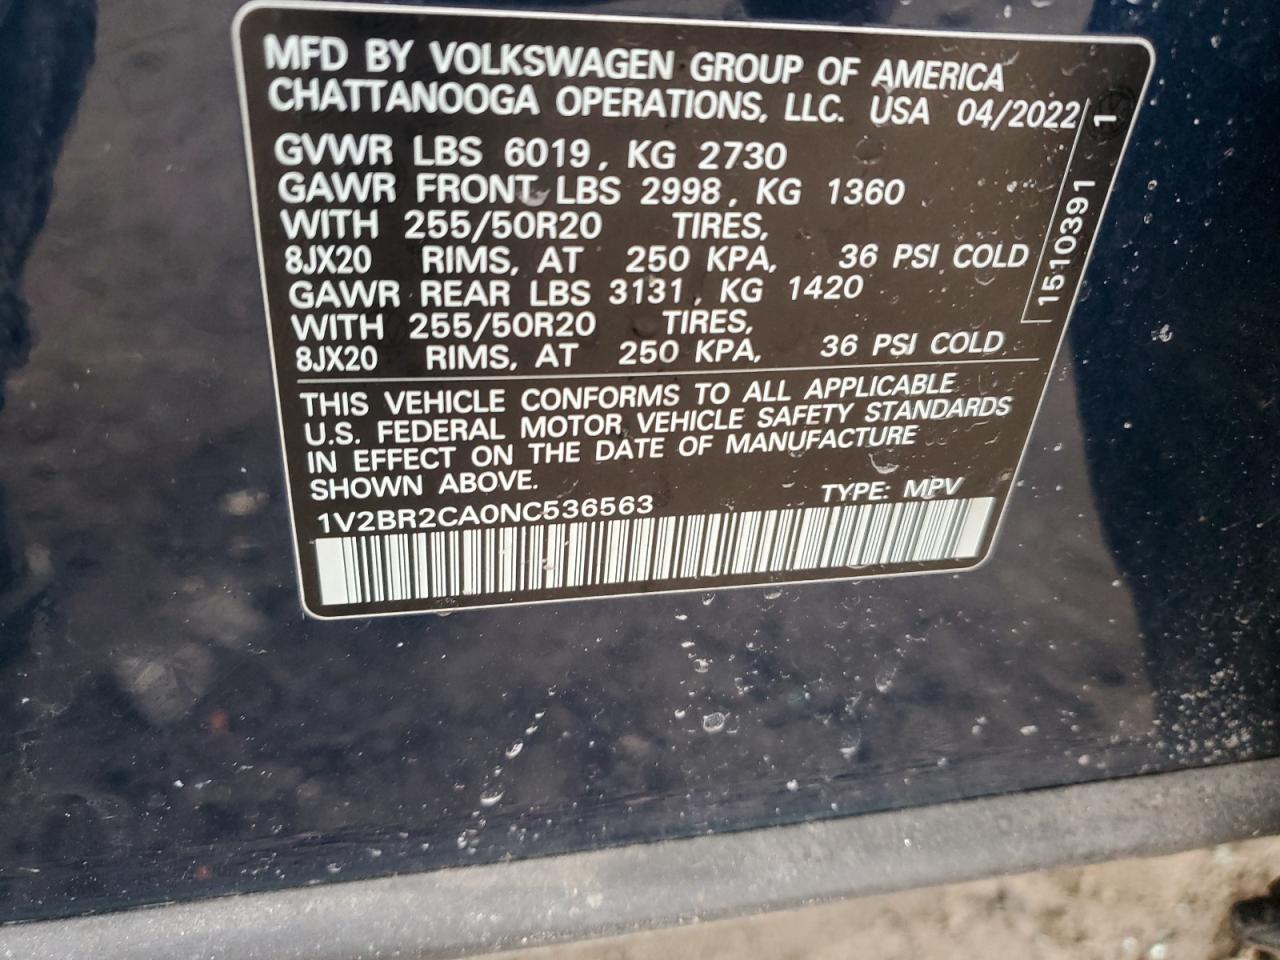 MFD BY VOLKSWAGEN GROUP OF AMERICA
CHATTANOOGA OPERATIONS, LLC. USA 04/2022
GVWR LBS 6019, KG 2730
GAWR FRONT LBS 2998, KG 1360
WITH 255/50R20 TIRES,
8JX20 RIMS, AT 250 KPA, 36 PSI COLD
GAWR REAR LBS 3131, KG 1420
WITH 255/50R20 TIRES,
8JX20 RIMS, AT 250 KPA, 36 PSI COLD
THIS VEHICLE CONFORMS TO ALL APPLICABLE
U.S. FEDERAL MOTOR VEHICLE SAFETY STANDARDS
IN EFFECT ON THE DATE OF MANUFACTURE
SHOWN ABOVE.
1V2BR2CA0NC536563 TYPE: MPV
1510391 1